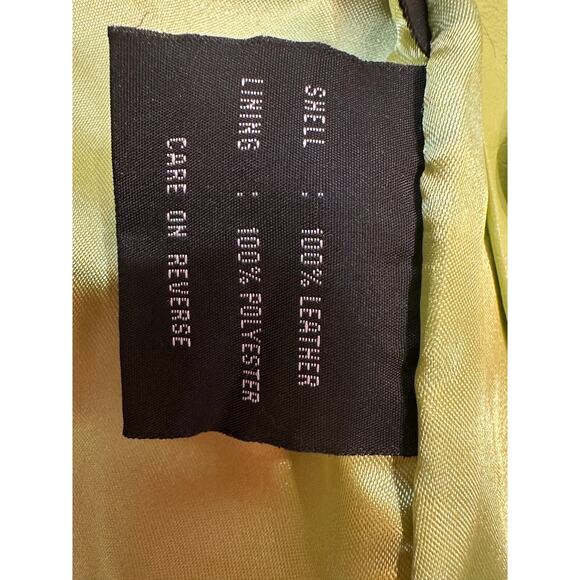 SHELL : 100% LEATHER
LINING : 100% POLYESTER
CARE ON REVERSE